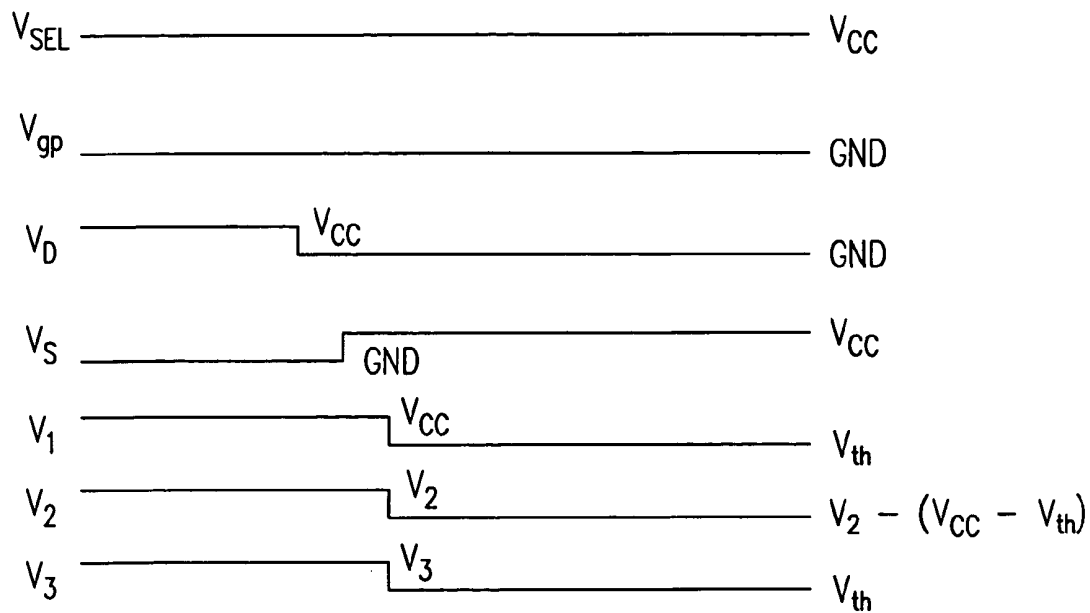 V_SEL V_CC
V_gp GND
V_D V_CC GND
V_S GND V_CC
V_1 V_CC V_th
V_2 V_2 V_2 - (V_CC - V_th)
V_3 V_3 V_th